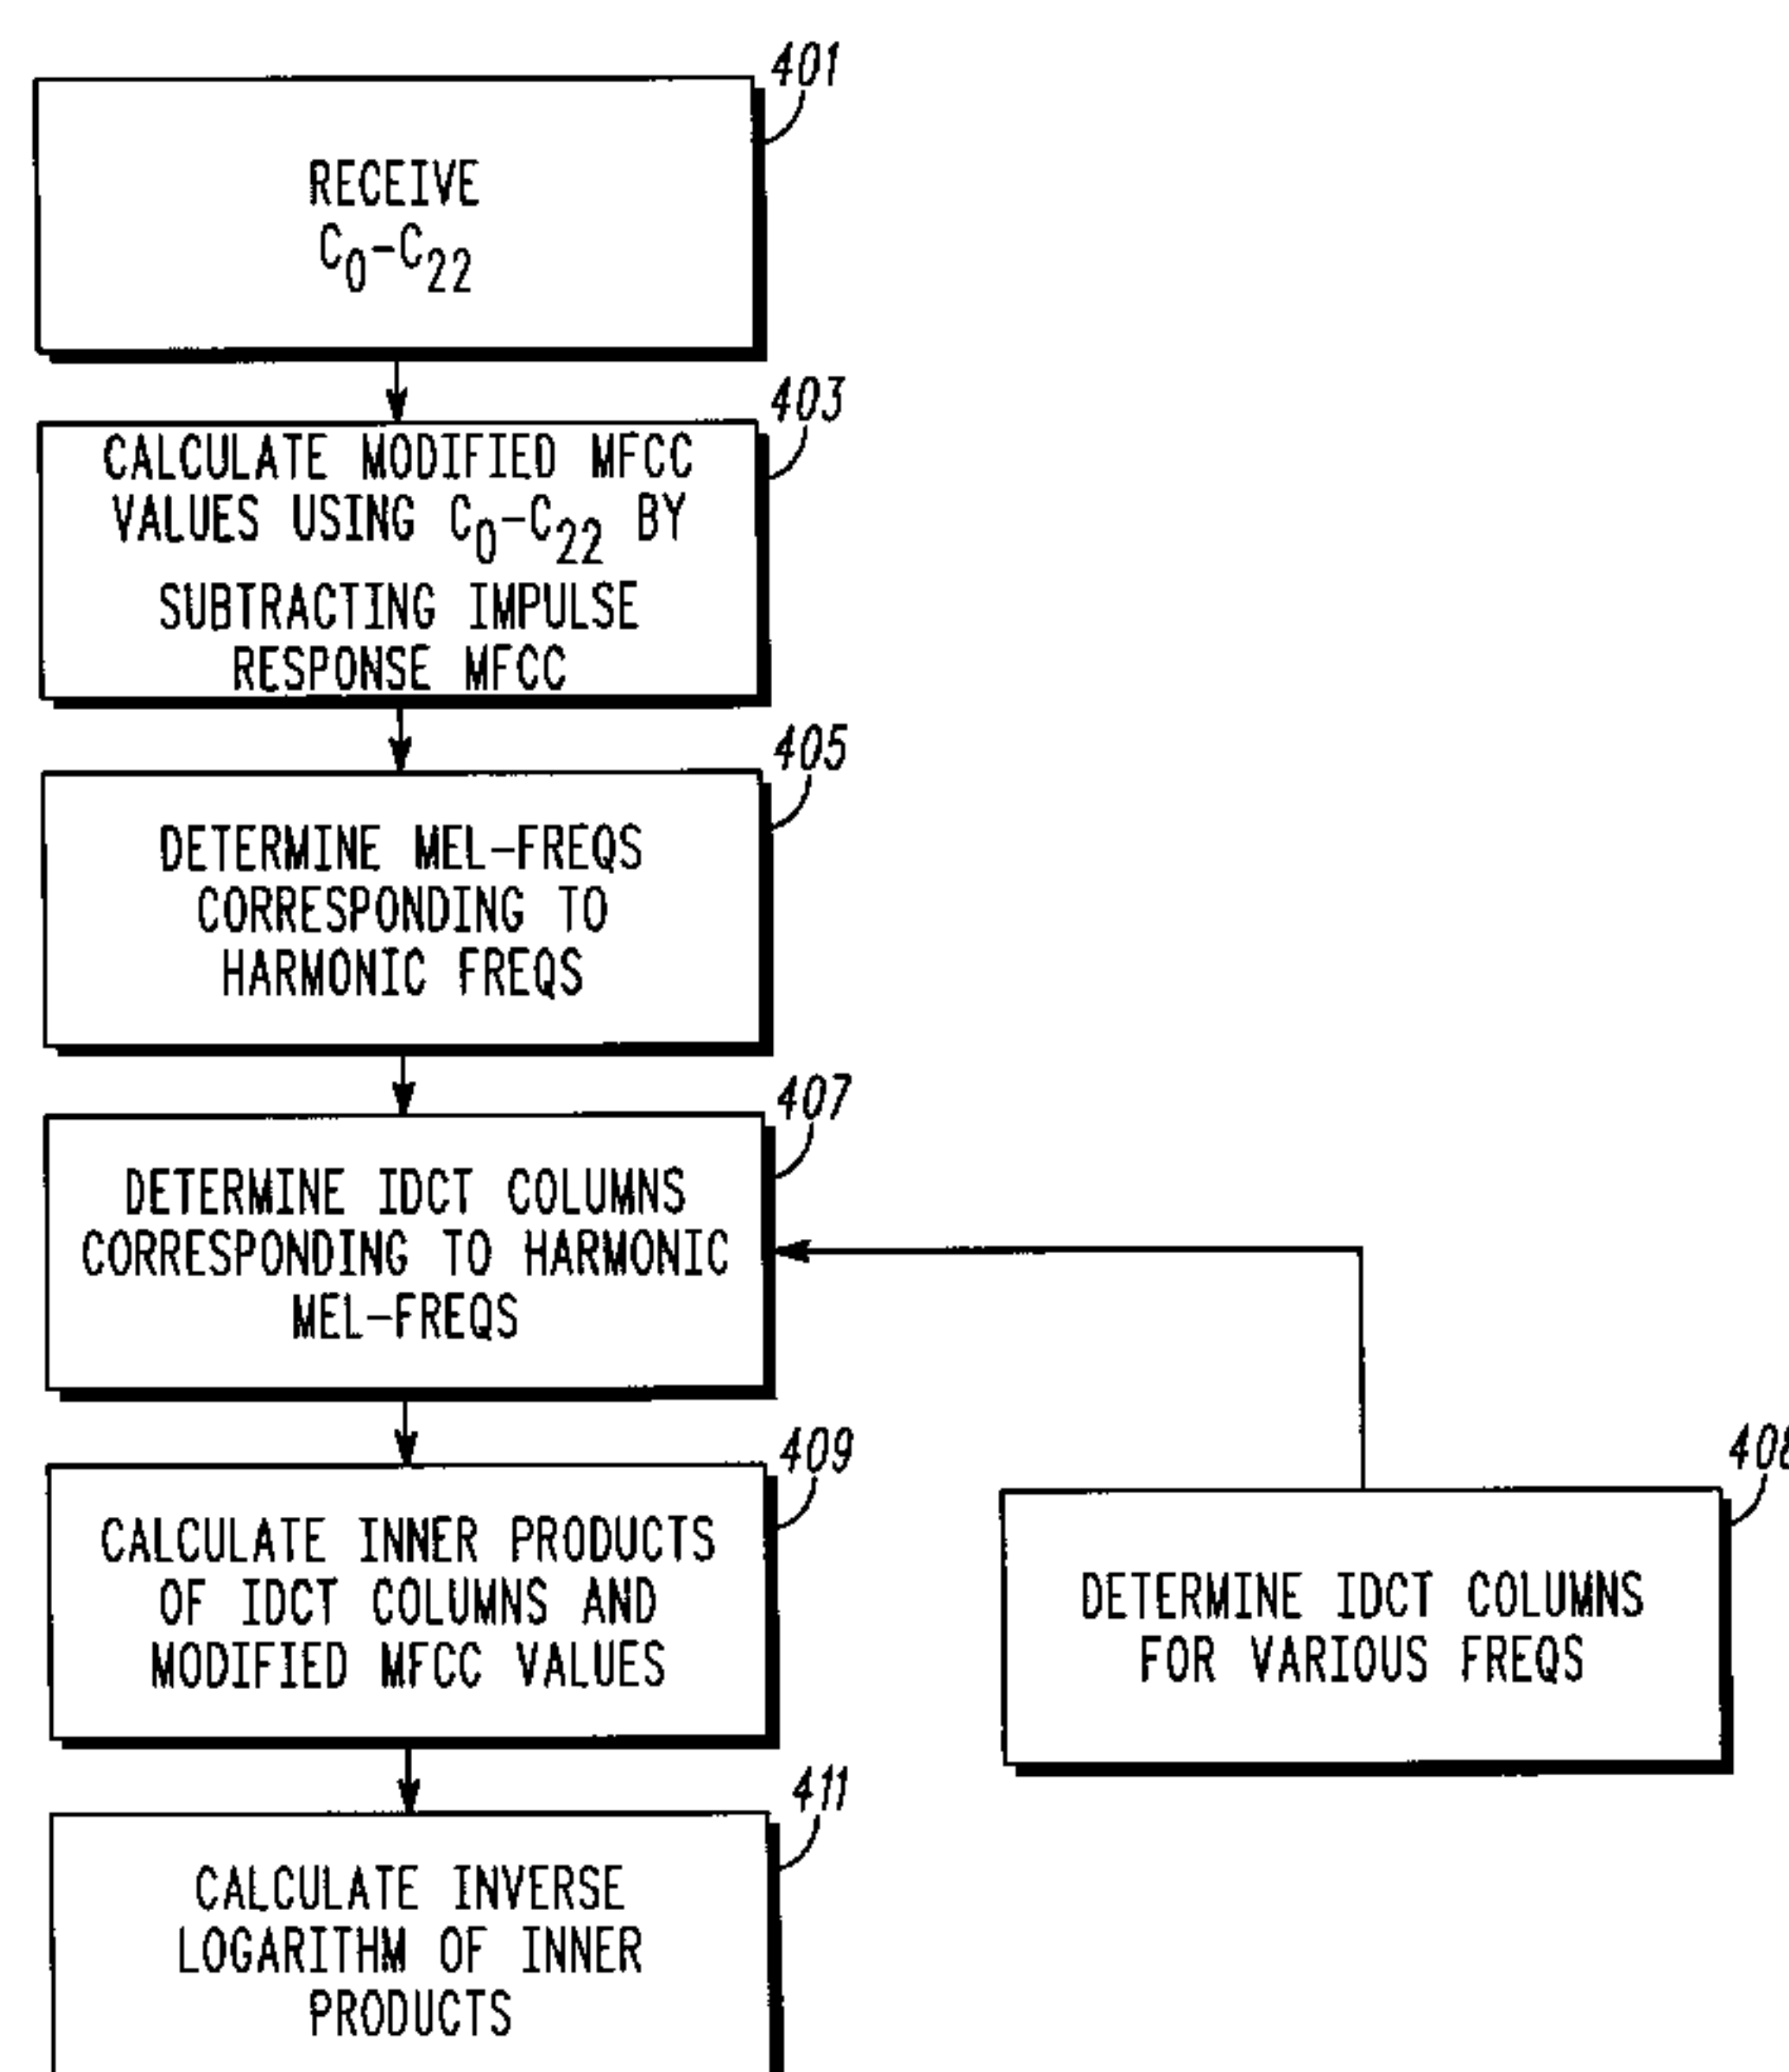 401
RECEIVE
C0-C22
403
CALCULATE MODIFIED MFCC
VALUES USING C0-C22 BY
SUBTRACTING IMPULSE
RESPONSE MFCC
405
DETERMINE MEL-FREQS
CORRESPONDING TO
HARMONIC FREQS
407
DETERMINE IDCT COLUMNS
CORRESPONDING TO HARMONIC
MEL-FREQS
409
CALCULATE INNER PRODUCTS
OF IDCT COLUMNS AND
MODIFIED MFCC VALUES
408
DETERMINE IDCT COLUMNS
FOR VARIOUS FREQS
411
CALCULATE INVERSE
LOGARITHM OF INNER
PRODUCTS